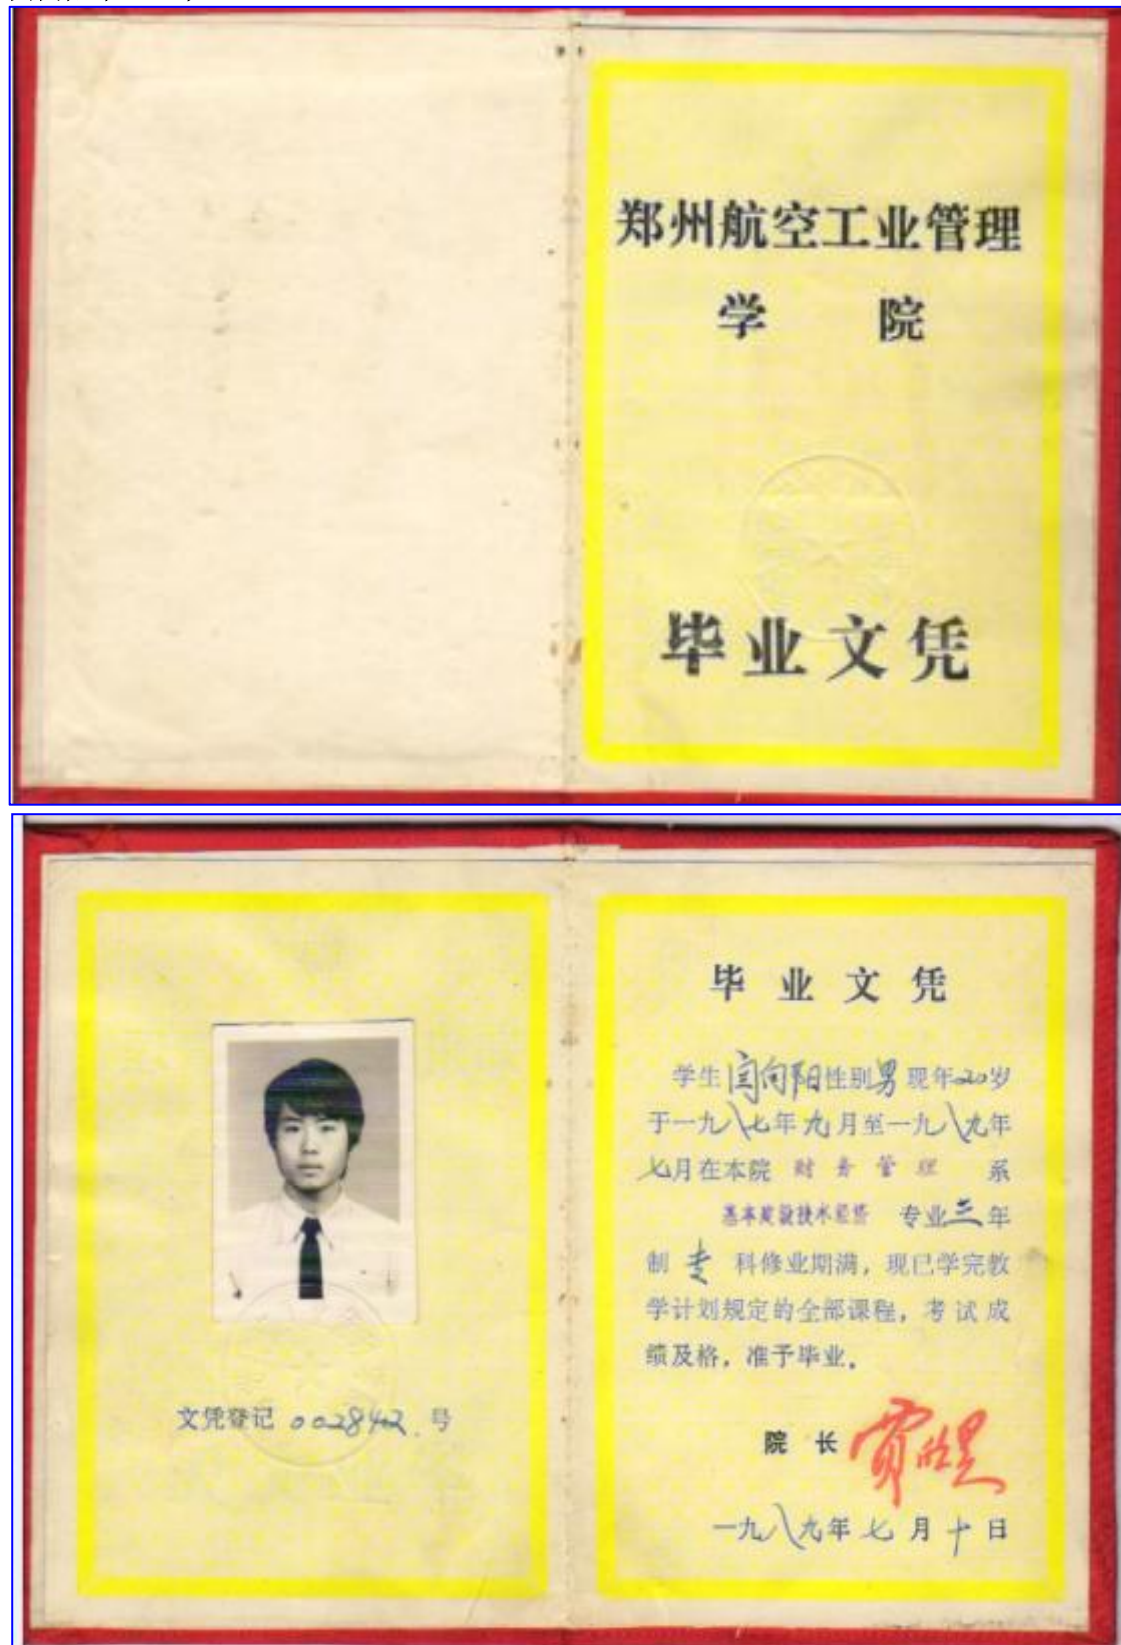 郑州航空工业管理
学 院
毕业文凭
毕业文凭
学生闫向阳性别男现年20岁
于一九八七年九月至一九八九年
七月在本院 财务管理 系
基本建设技术经济 专业三年
制 专 科修业期满，现已学完教
学计划规定的全部课程，考试成
绩及格，准予毕业。
文凭登记 0028402 号
院 长
一九八九年七月十日